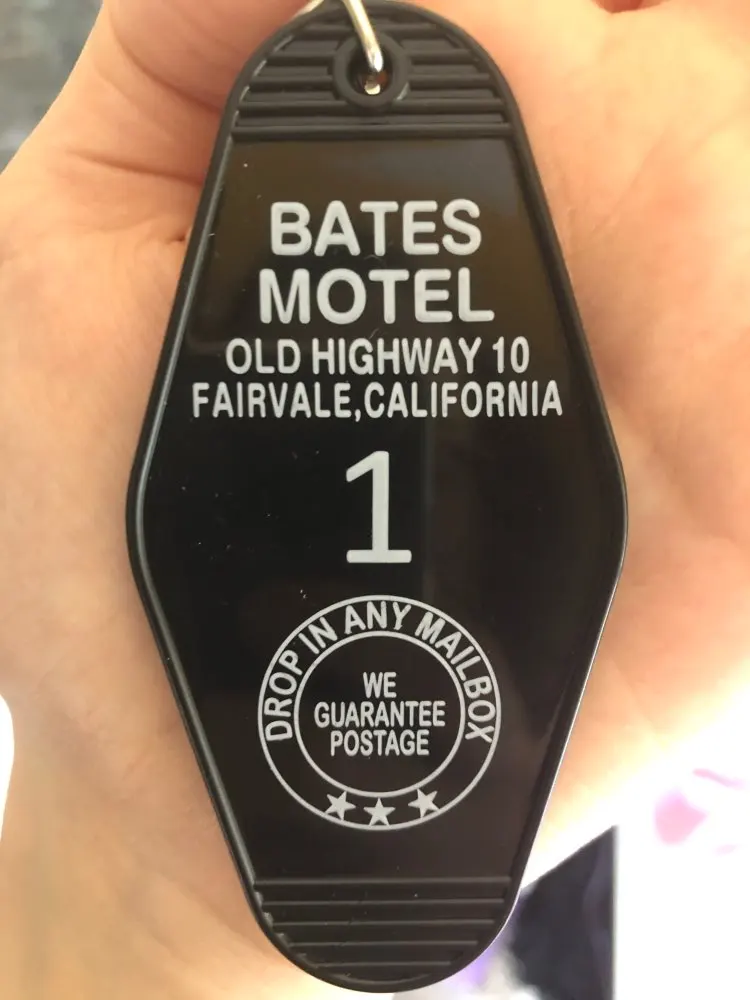 BATES
MOTEL
OLD HIGHWAY 10
FAIRVALE,CALIFORNIA
1
DROP IN ANY MAILBOX
WE
GUARANTEE
POSTAGE